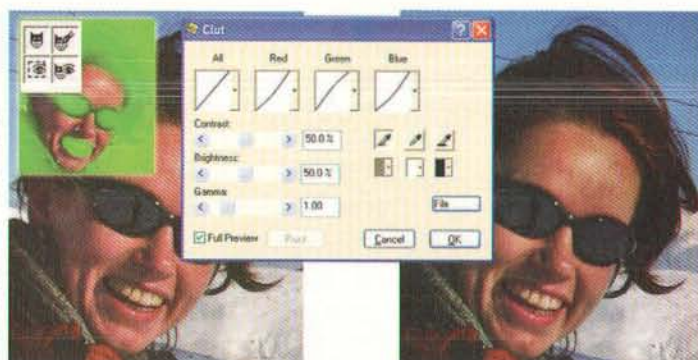 Clut
All Red Green Blue
Contrast:
50.0 %
Brightness:
50.0 %
Gamma:
1.00
File
Full Preview Print Cancel OK